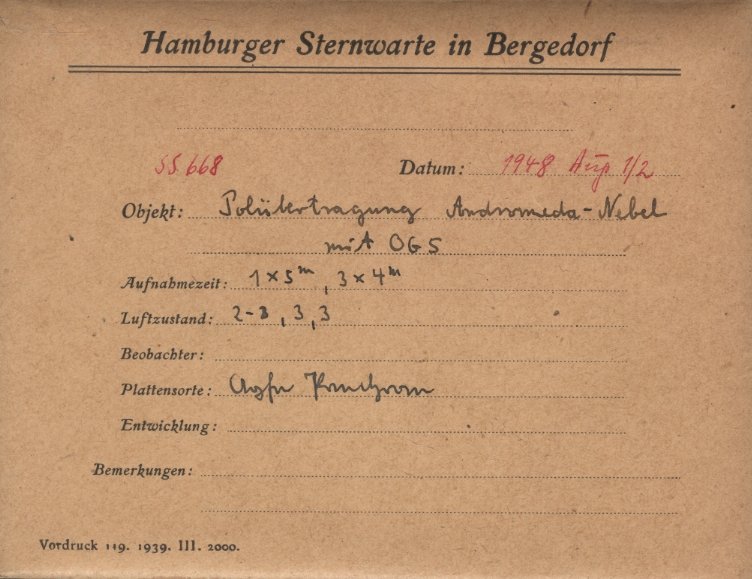 Hamburger Sternwarte in Bergedorf
SS 668 Datum: 1948 Aug 1/2
Objekt: Polübertragung Andromeda-Nebel
mit OGS
Aufnahmezeit: 1×5m, 3×4m
Luftzustand: 2-3, 3, 3
Beobachter:
Plattensorte: Agfa Panchrom
Entwicklung:
Bemerkungen:
Vordruck 119. 1939. III. 2000.